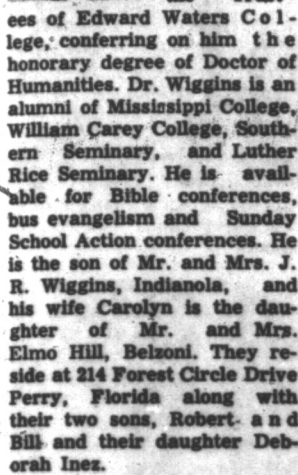 ees of Edward Waters Col-
lege, conferring on him the
honorary degree of Doctor of
Humanities. Dr. Wiggins is an
alumni of Mississippi College,
William Carey College, South-
ern Seminary, and Luther
Rice Seminary. He is avail-
able for Bible conferences,
bus evangelism and Sunday
School Action conferences. He
is the son of Mr. and Mrs. J.
R. Wiggins, Indianola, and
his wife Carolyn is the dau-
ghter of Mr. and Mrs.
Elmo Hill, Belzoni. They re-
side at 214 Forest Circle Drive
Perry, Florida along with
their two sons, Robert and
Bill and their daughter Deb-
orah Inez.